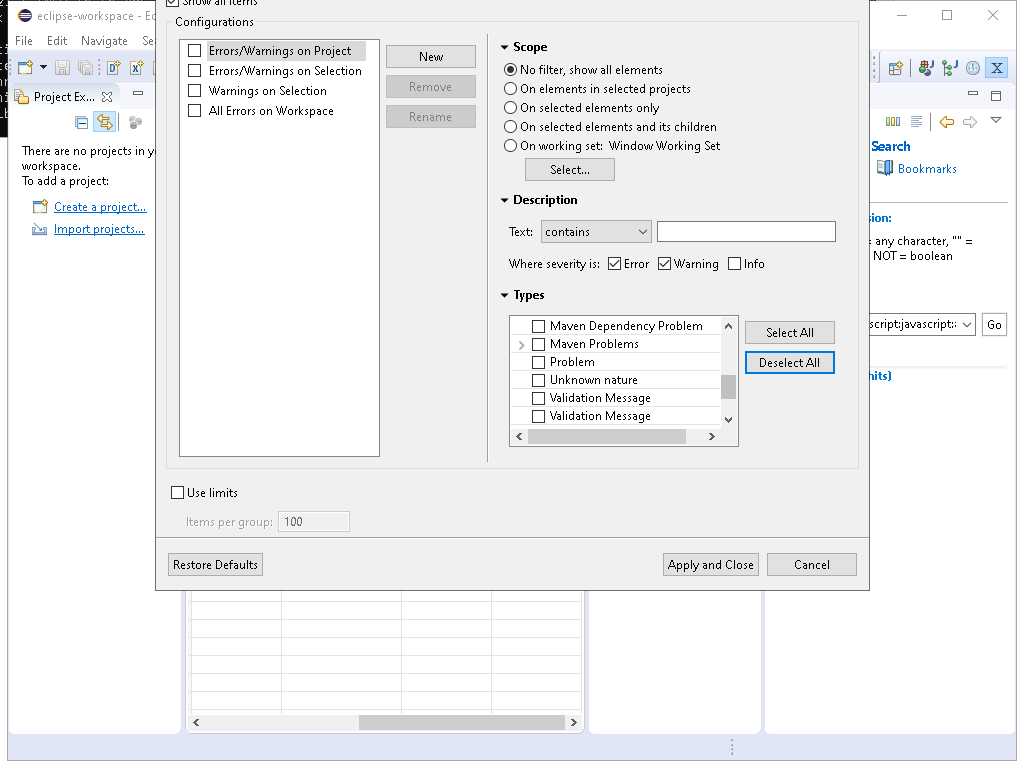 eclipse-workspace - Ec
Show all items
File Edit Navigate Se
Configurations
Errors/Warnings on Project
Errors/Warnings on Selection
Warnings on Selection
All Errors on Workspace
New
Remove
Rename
Scope
No filter, show all elements
On elements in selected projects
On selected elements only
On selected elements and its children
On working set: Window Working Set
Select...
Description
Text: contains
Where severity is: Error Warning Info
Types
Maven Dependency Problem
Maven Problems
Problem
Unknown nature
Validation Message
Validation Message
Select All
Deselect All
Use limits
Items per group: 100
Restore Defaults
Apply and Close
Cancel
Project Ex...
There are no projects in y
workspace.
To add a project:
Create a project...
Import projects...
Search
Bookmarks
sion:
= any character, "" =
NOT = boolean
script:javascript:
Go
hits)